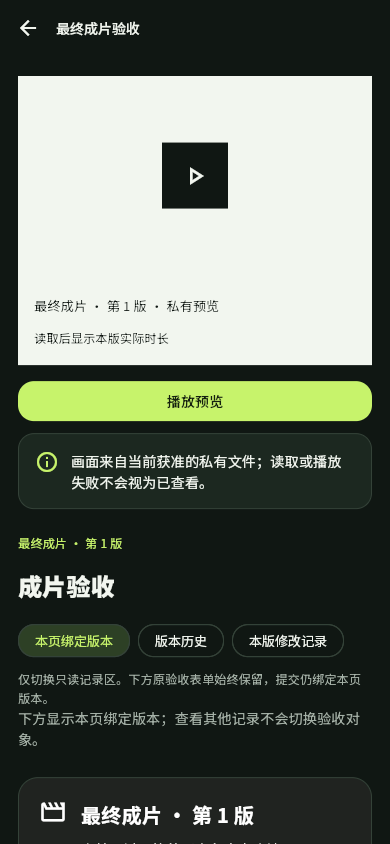 最终成片验收
最终成片 · 第 1 版 · 私有预览
读取后显示本版实际时长
播放预览
画面来自当前获准的私有文件；读取或播放
失败不会视为已查看。
最终成片 · 第 1 版
成片验收
本页绑定版本
版本历史
本版修改记录
仅切换只读记录区。下方原验收表单始终保留，提交仍绑定本页
版本。
下方显示本页绑定版本；查看其他记录不会切换验收对
象。
最终成片 · 第 1 版